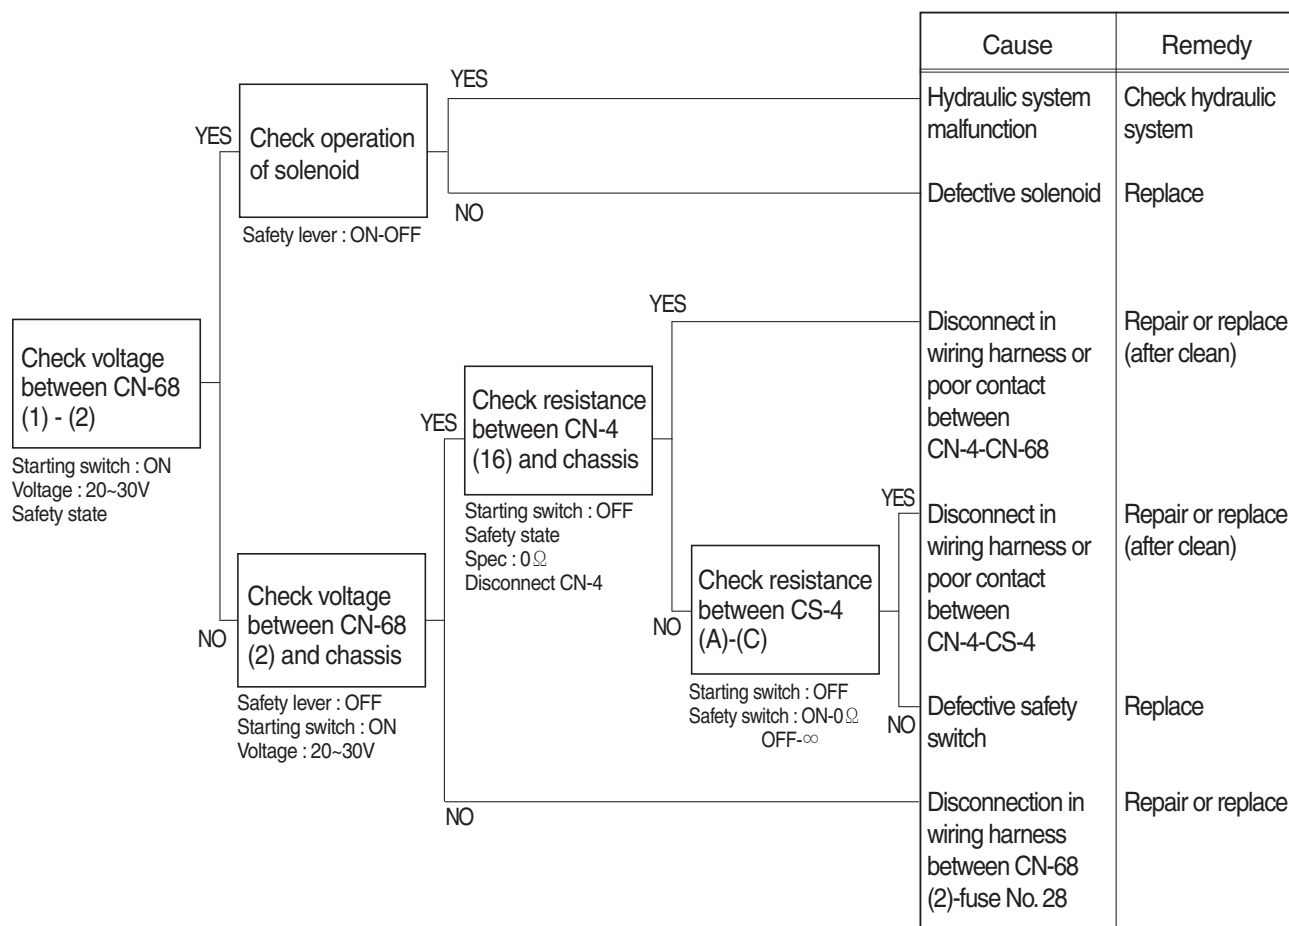 Cause
Remedy
YES
Hydraulic system
malfunction
Check hydraulic
system
YES
Check operation
of solenoid
NO
Defective solenoid
Replace
Safety lever : ON-OFF
YES
Disconnect in
wiring harness or
poor contact
between
CN-4-CN-68
Repair or replace
(after clean)
Check voltage
between CN-68
(1) - (2)
Starting switch : ON
Voltage : 20~30V
Safety state
YES
Check resistance
between CN-4
(16) and chassis
Starting switch : OFF
Safety state
Spec : 0Ω
Disconnect CN-4
YES
Disconnect in
wiring harness or
poor contact
between
CN-4-CS-4
Repair or replace
(after clean)
NO
Check voltage
between CN-68
(2) and chassis
Safety lever : OFF
Starting switch : ON
Voltage : 20~30V
NO
Check resistance
between CS-4
(A)-(C)
Starting switch : OFF
Safety switch : ON-0Ω
OFF-∞
NO
Defective safety
switch
Replace
NO
Disconnection in
wiring harness
between CN-68
(2)-fuse No. 28
Repair or replace